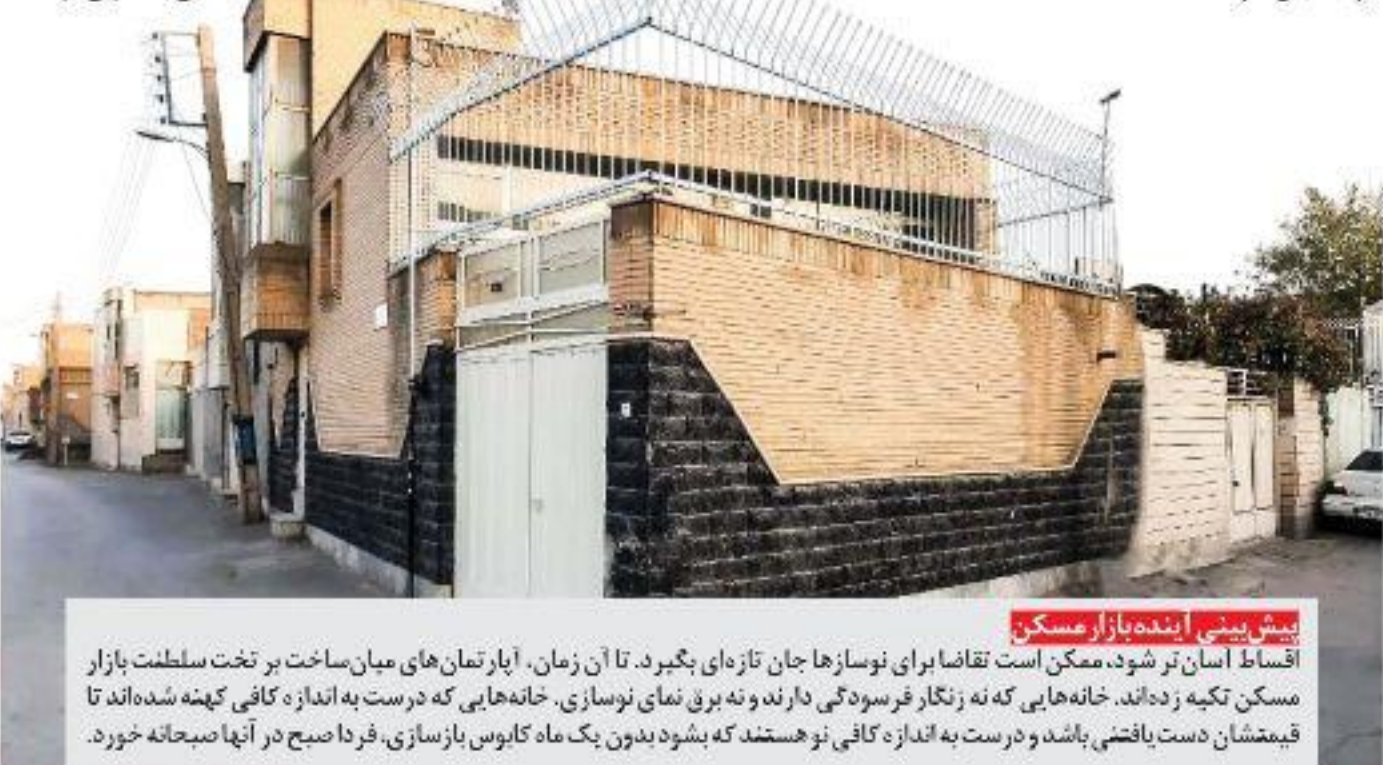 پیش‌بینی آینده بازار مسکن
اقساط آسان‌تر شود، ممکن است تقاضا برای نوسازها جان تازه‌ای بگیرد. تا آن زمان، آپارتمان‌های میان‌ساخت بر تخت سلطنت بازار
مسکن تکیه زده‌اند. خانه‌هایی که نه زنگار فرسودگی دارند و نه برق نمای نوسازی. خانه‌هایی که درست به اندازه کافی کهنه شده‌اند تا
قیمتشان دست‌یافتنی باشد و درست به اندازه کافی نو هستند که بشود بدون یک ماه کابوس بازسازی، فردا صبح در آنها صبحانه خورد.